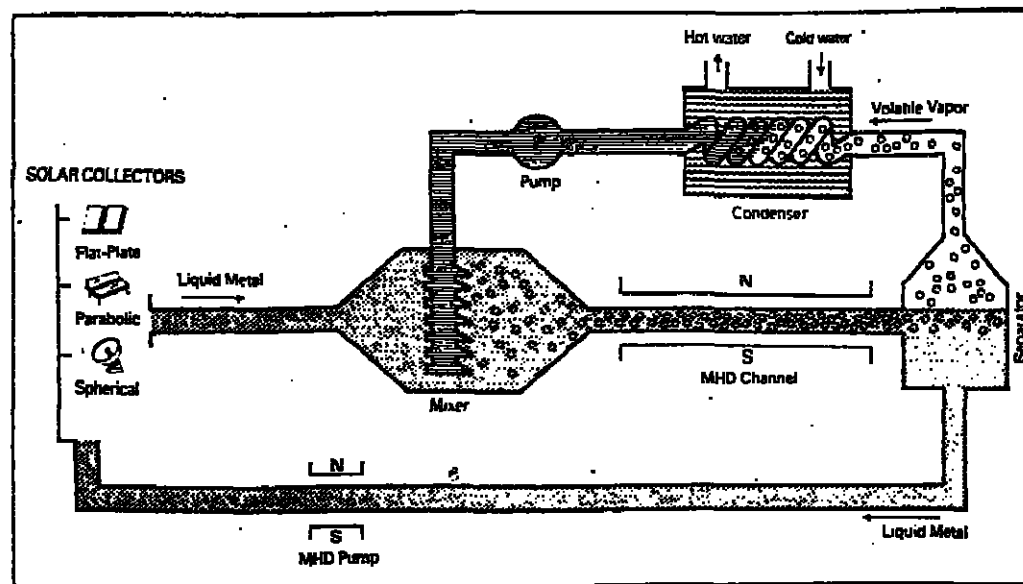 Hot water
Cold water
Volatile Vapor
SOLAR COLLECTORS
Pump
Condenser
Flat-Plate
Liquid Metal
N
Parabolic
Separator
S
Spherical
MHD Channel
Mixer
N
S
Liquid Metal
MHD Pump